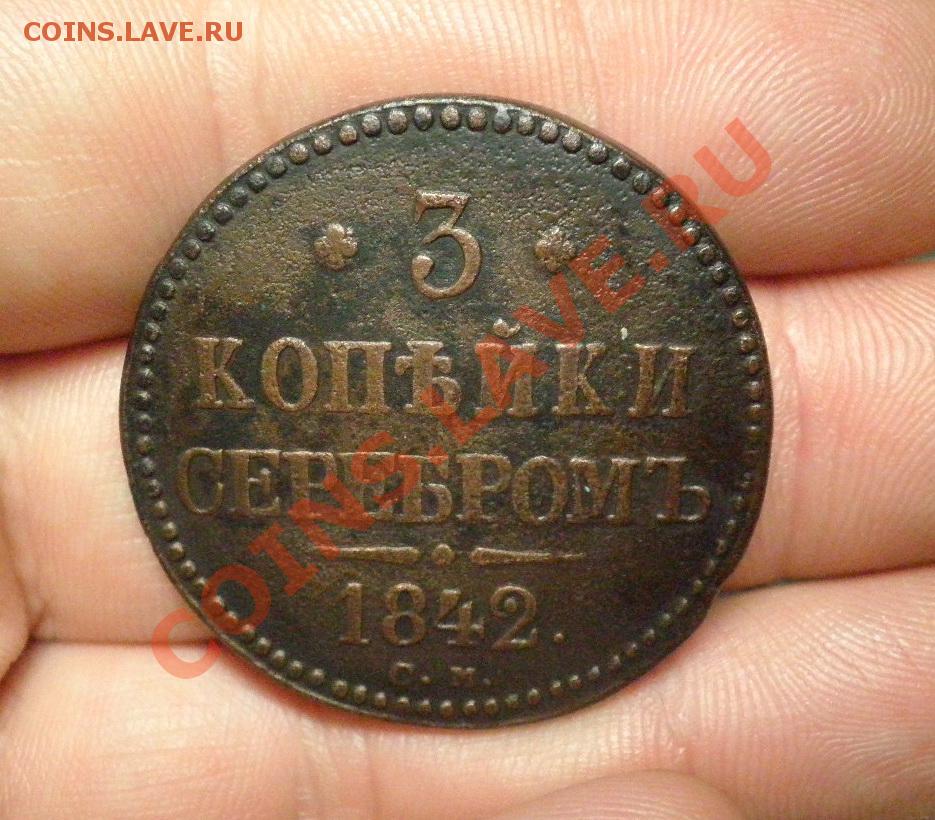 COINS.LAVE.RU
3
КОПѢЙКИ
СЕРЕБРОМЪ
1842.
С. М.
COINS.LAVE.RU